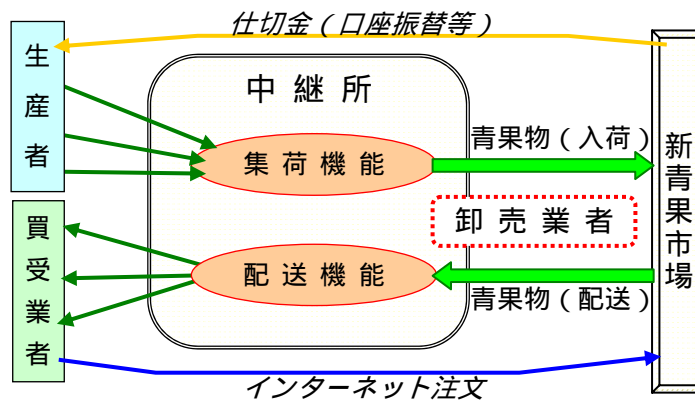 仕切金（口座振替等）
生産者
中継所
集荷機能
青果物（入荷）
新青果市場
卸売業者
買受業者
配送機能
青果物（配送）
インターネット注文